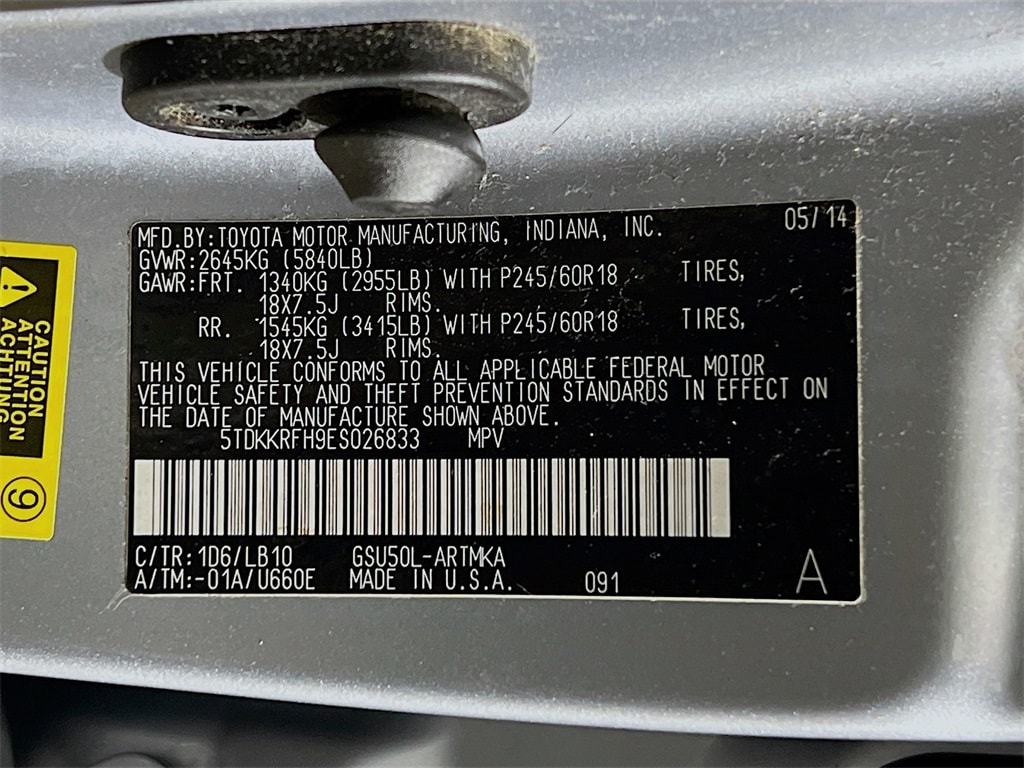 MFD.BY:TOYOTA MOTOR MANUFACTURING, INDIANA, INC. 05/14
GVWR:2645KG (5840LB)
GAWR:FRT. 1340KG (2955LB) WITH P245/60R18 TIRES,
18X7.5J RIMS.
RR. 1545KG (3415LB) WITH P245/60R18 TIRES,
18X7.5J RIMS.
THIS VEHICLE CONFORMS TO ALL APPLICABLE FEDERAL MOTOR
VEHICLE SAFETY AND THEFT PREVENTION STANDARDS IN EFFECT ON
THE DATE OF MANUFACTURE SHOWN ABOVE.
5TDKKRFH9ES026833 MPV
C/TR:1D6/LB10 GSU50L-ARTMKA
A/TM:-01A/U660E MADE IN U.S.A. 091 A
CAUTION
ATTENTION
ACHTUNG
9